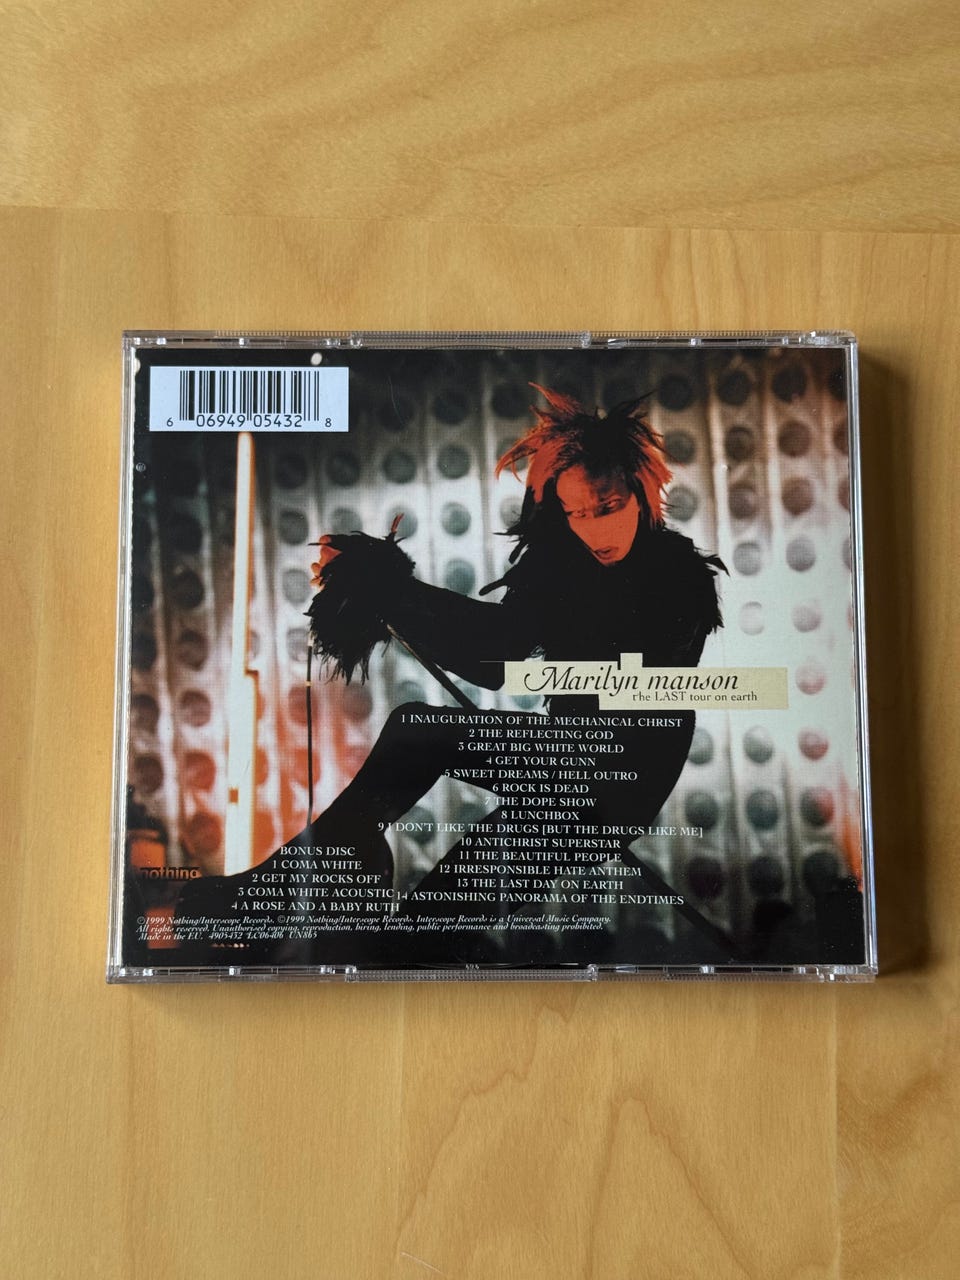 6 06949 05432 8
Marilyn manson
the LAST tour on earth
1 INAUGURATION OF THE MECHANICAL CHRIST
2 THE REFLECTING GOD
3 GREAT BIG WHITE WORLD
4 GET YOUR GUNN
5 SWEET DREAMS / HELL OUTRO
6 ROCK IS DEAD
7 THE DOPE SHOW
8 LUNCHBOX
9 I DON'T LIKE THE DRUGS [BUT THE DRUGS LIKE ME]
10 ANTICHRIST SUPERSTAR
11 THE BEAUTIFUL PEOPLE
12 IRRESPONSIBLE HATE ANTHEM
13 THE LAST DAY ON EARTH
14 ASTONISHING PANORAMA OF THE ENDTIMES
BONUS DISC
1 COMA WHITE
2 GET MY ROCKS OFF
3 COMA WHITE ACOUSTIC
4 A ROSE AND A BABY RUTH
nothing
℗1999 Nothing/Interscope Records. ©1999 Nothing/Interscope Records. Interscope Records is a Universal Music Company.
All rights reserved. Unauthorised copying, reproduction, hiring, lending, public performance and broadcasting prohibited.
Made in the EU. 4905432 LC06406 UN865